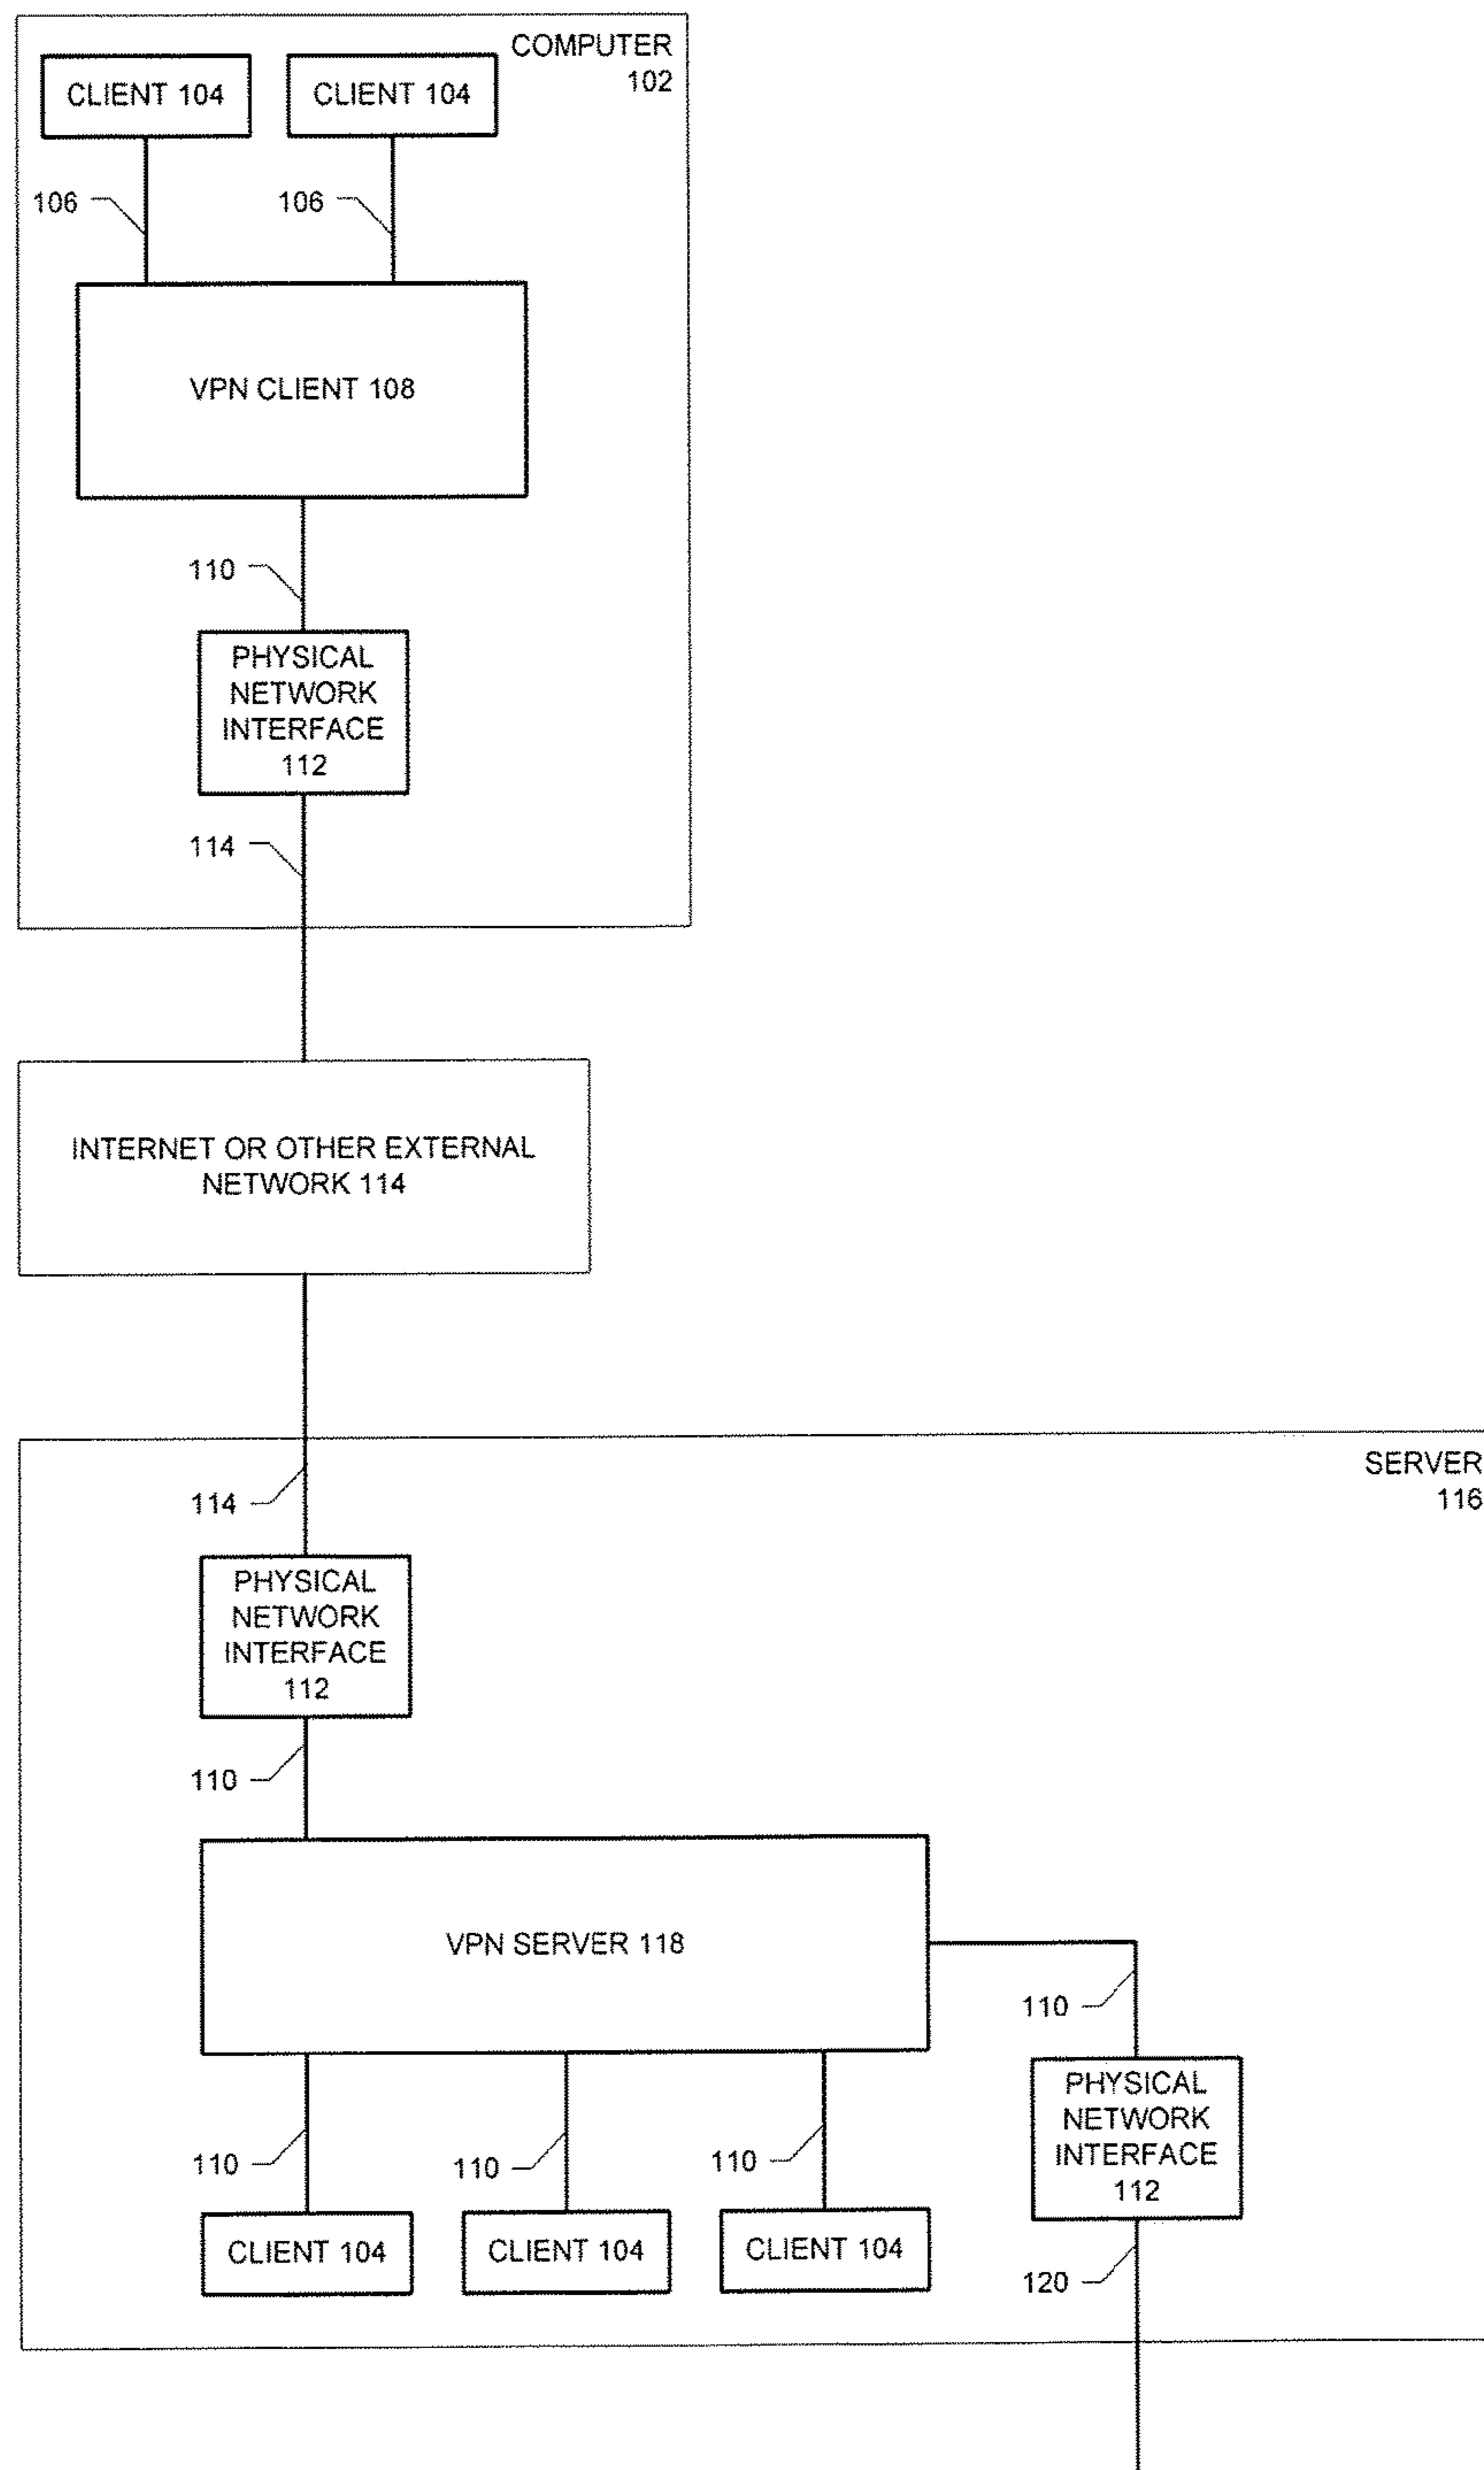 COMPUTER
102
CLIENT 104
CLIENT 104
106
106
VPN CLIENT 108
110
PHYSICAL
NETWORK
INTERFACE
112
114
INTERNET OR OTHER EXTERNAL
NETWORK 114
SERVER
116
114
PHYSICAL
NETWORK
INTERFACE
112
110
VPN SERVER 118
110
PHYSICAL
NETWORK
INTERFACE
112
110
110
110
CLIENT 104
CLIENT 104
CLIENT 104
120